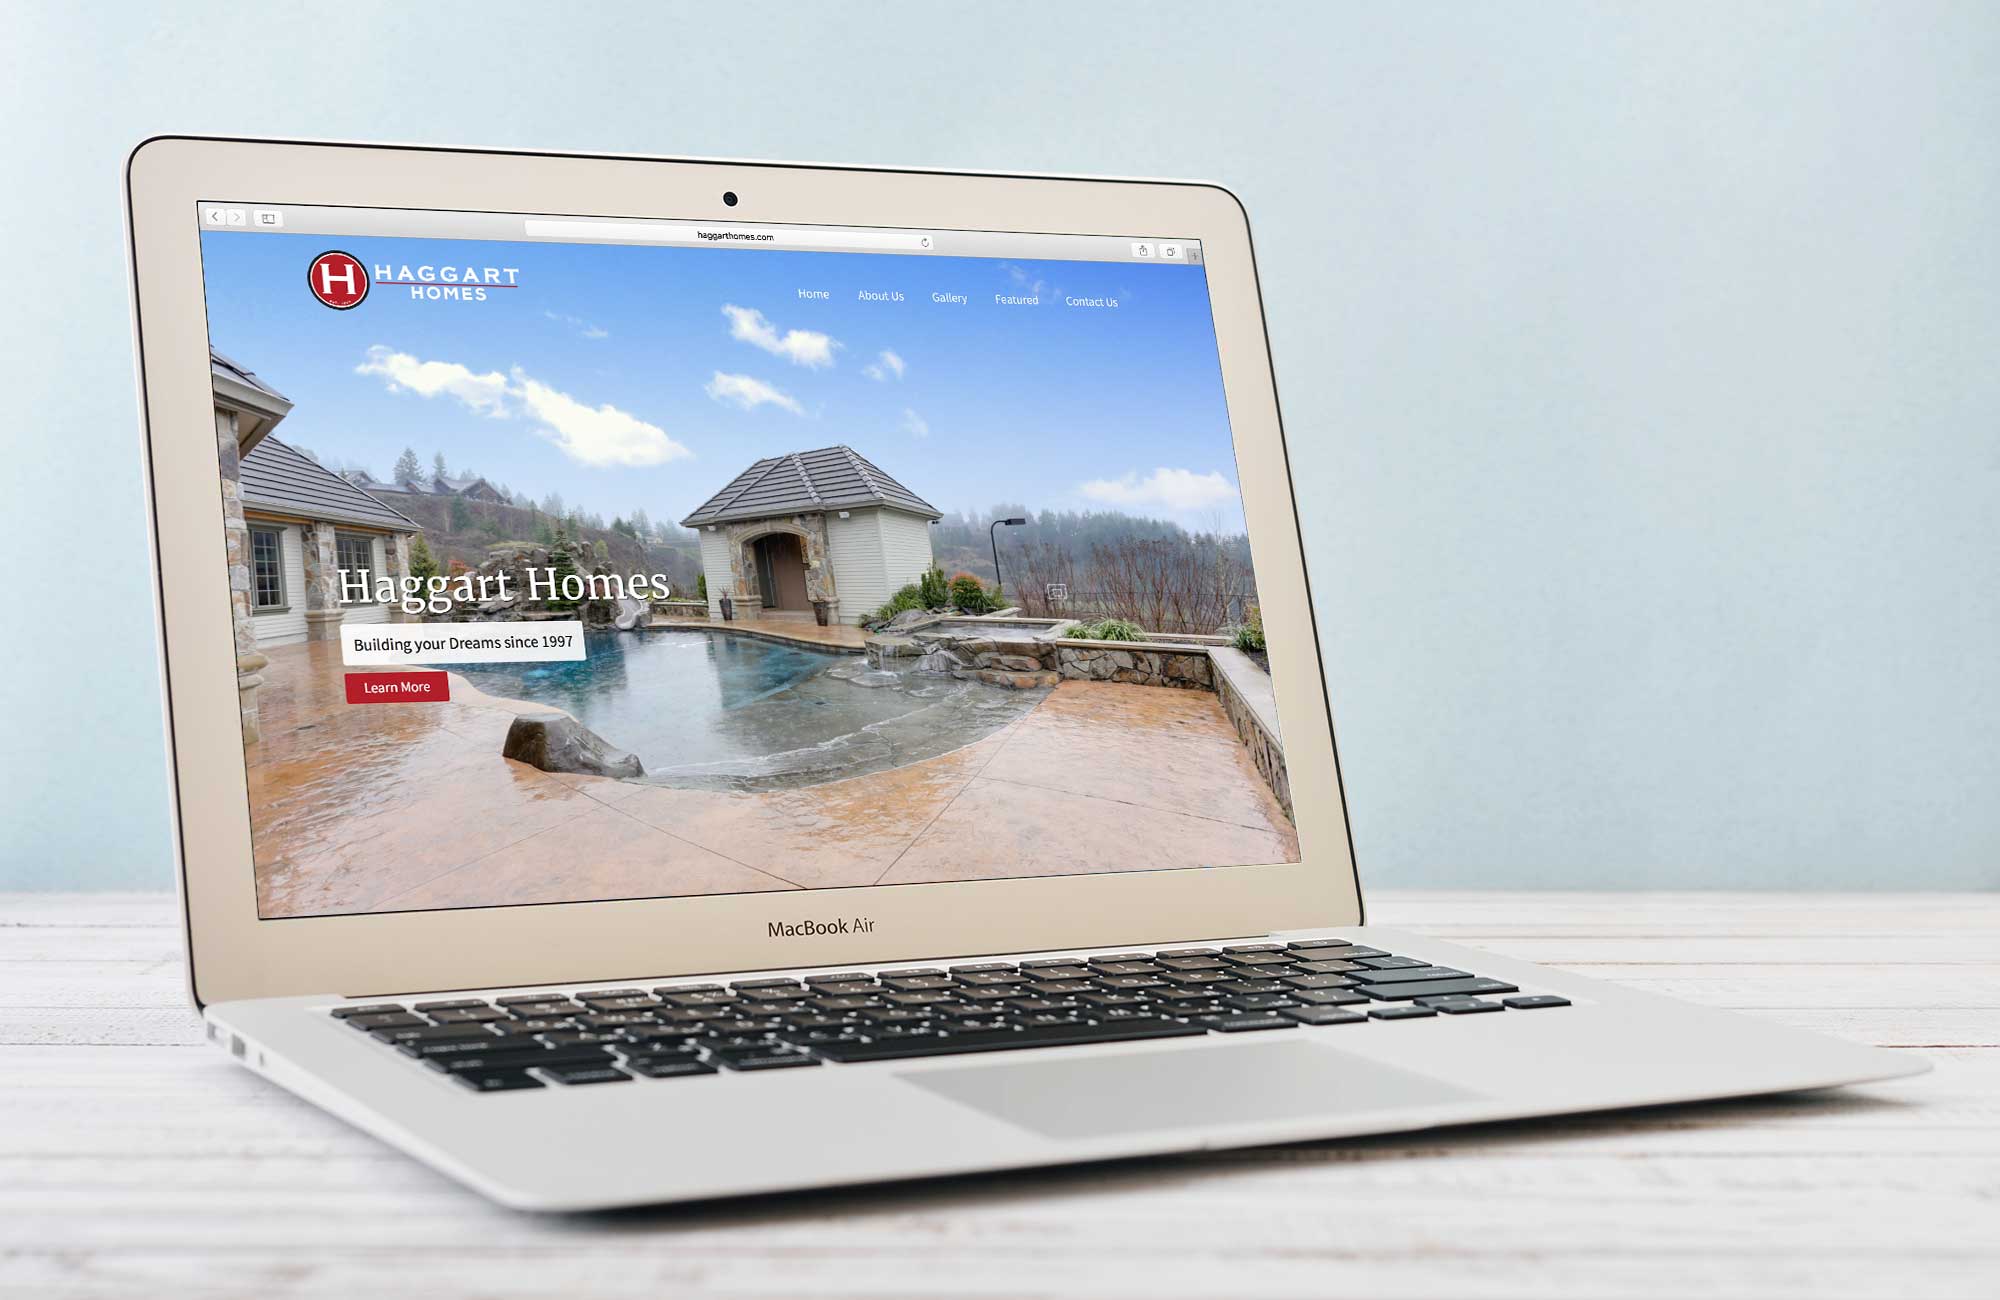 haggarthomes.com
H
HAGGART
HOMES
Home About Us Gallery Featured Contact Us
Haggart Homes
Building your Dreams since 1997
Learn More
MacBook Air